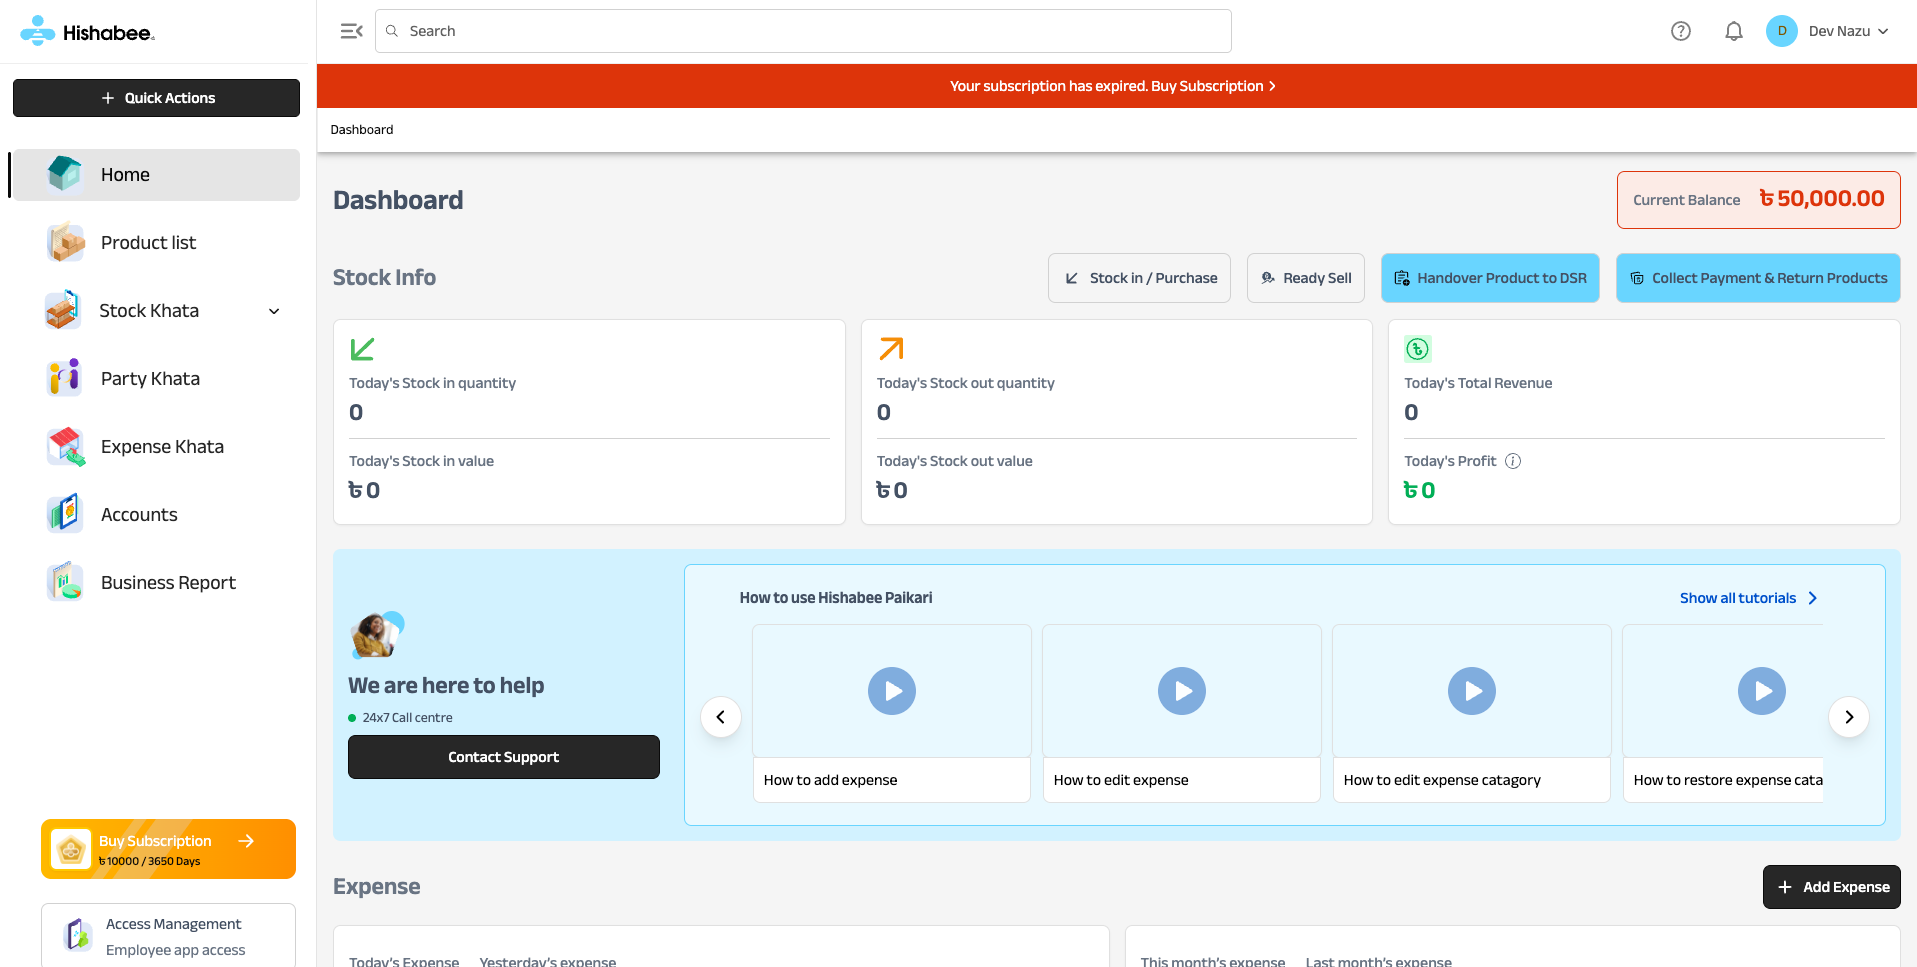 Hishabee
Search
D
Dev Nazu
Quick Actions
Your subscription has expired. Buy Subscription
Dashboard
Home
Product list
Stock Khata
Party Khata
Expense Khata
Accounts
Business Report
Buy Subscription
৳ 10000 / 3650 Days
Access Management
Employee app access
Dashboard
Current Balance ৳ 50,000.00
Stock Info
Stock in / Purchase
Ready Sell
Handover Product to DSR
Collect Payment & Return Products
Today's Stock in quantity
0
Today's Stock in value
৳ 0
Today's Stock out quantity
0
Today's Stock out value
৳ 0
৳
Today's Total Revenue
0
Today's Profit
৳ 0
We are here to help
24x7 Call centre
Contact Support
How to use Hishabee Paikari
Show all tutorials
How to add expense
How to edit expense
How to edit expense catagory
How to restore expense cata
Expense
Add Expense
Today's Expense
Yesterday's expense
This month's expense
Last month's expense